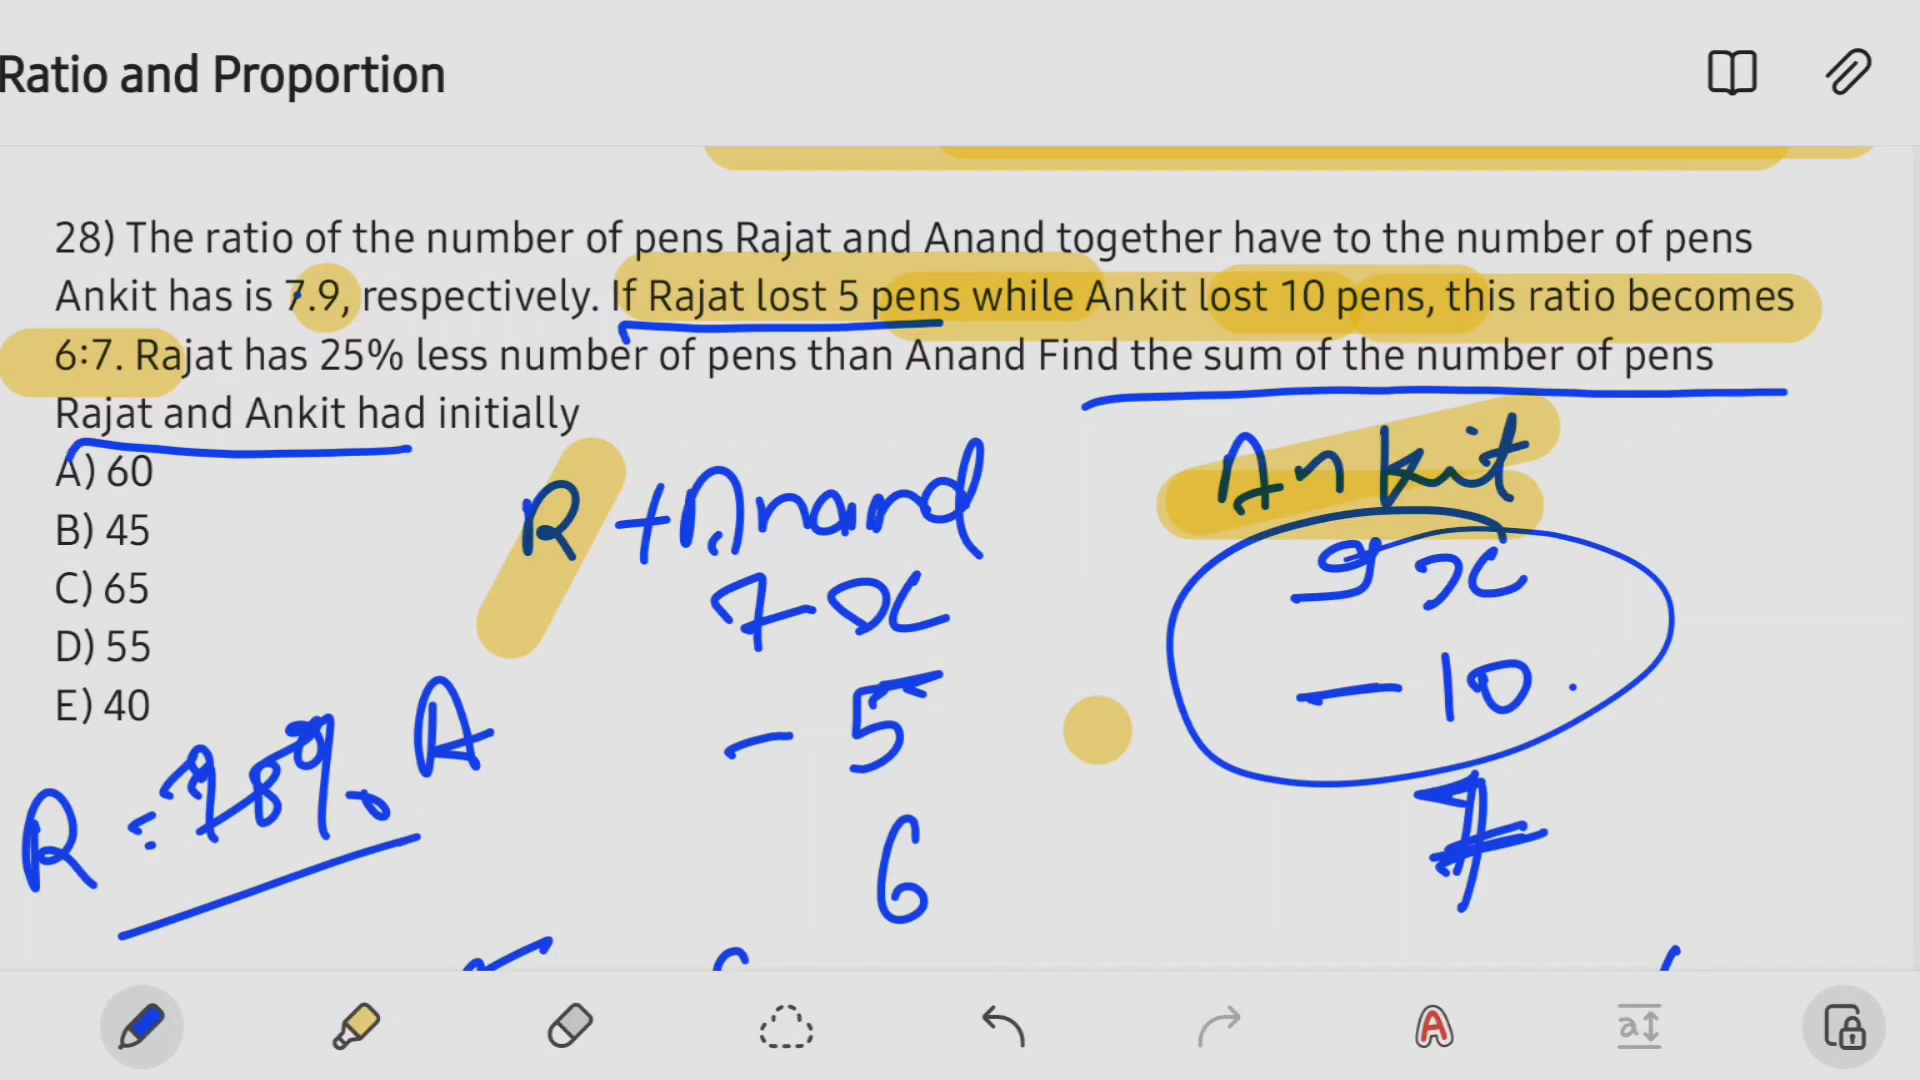 Ratio and Proportion
28) The ratio of the number of pens Rajat and Anand together have to the number of pens
Ankit has is 7.9, respectively. If Rajat lost 5 pens while Ankit lost 10 pens, this ratio becomes
6:7. Rajat has 25% less number of pens than Anand Find the sum of the number of pens
Rajat and Ankit had initially
A) 60
B) 45
C) 65
D) 55
E) 40
R + Anand Ankit
7x 9x
- 5 - 10
6 7
R = A